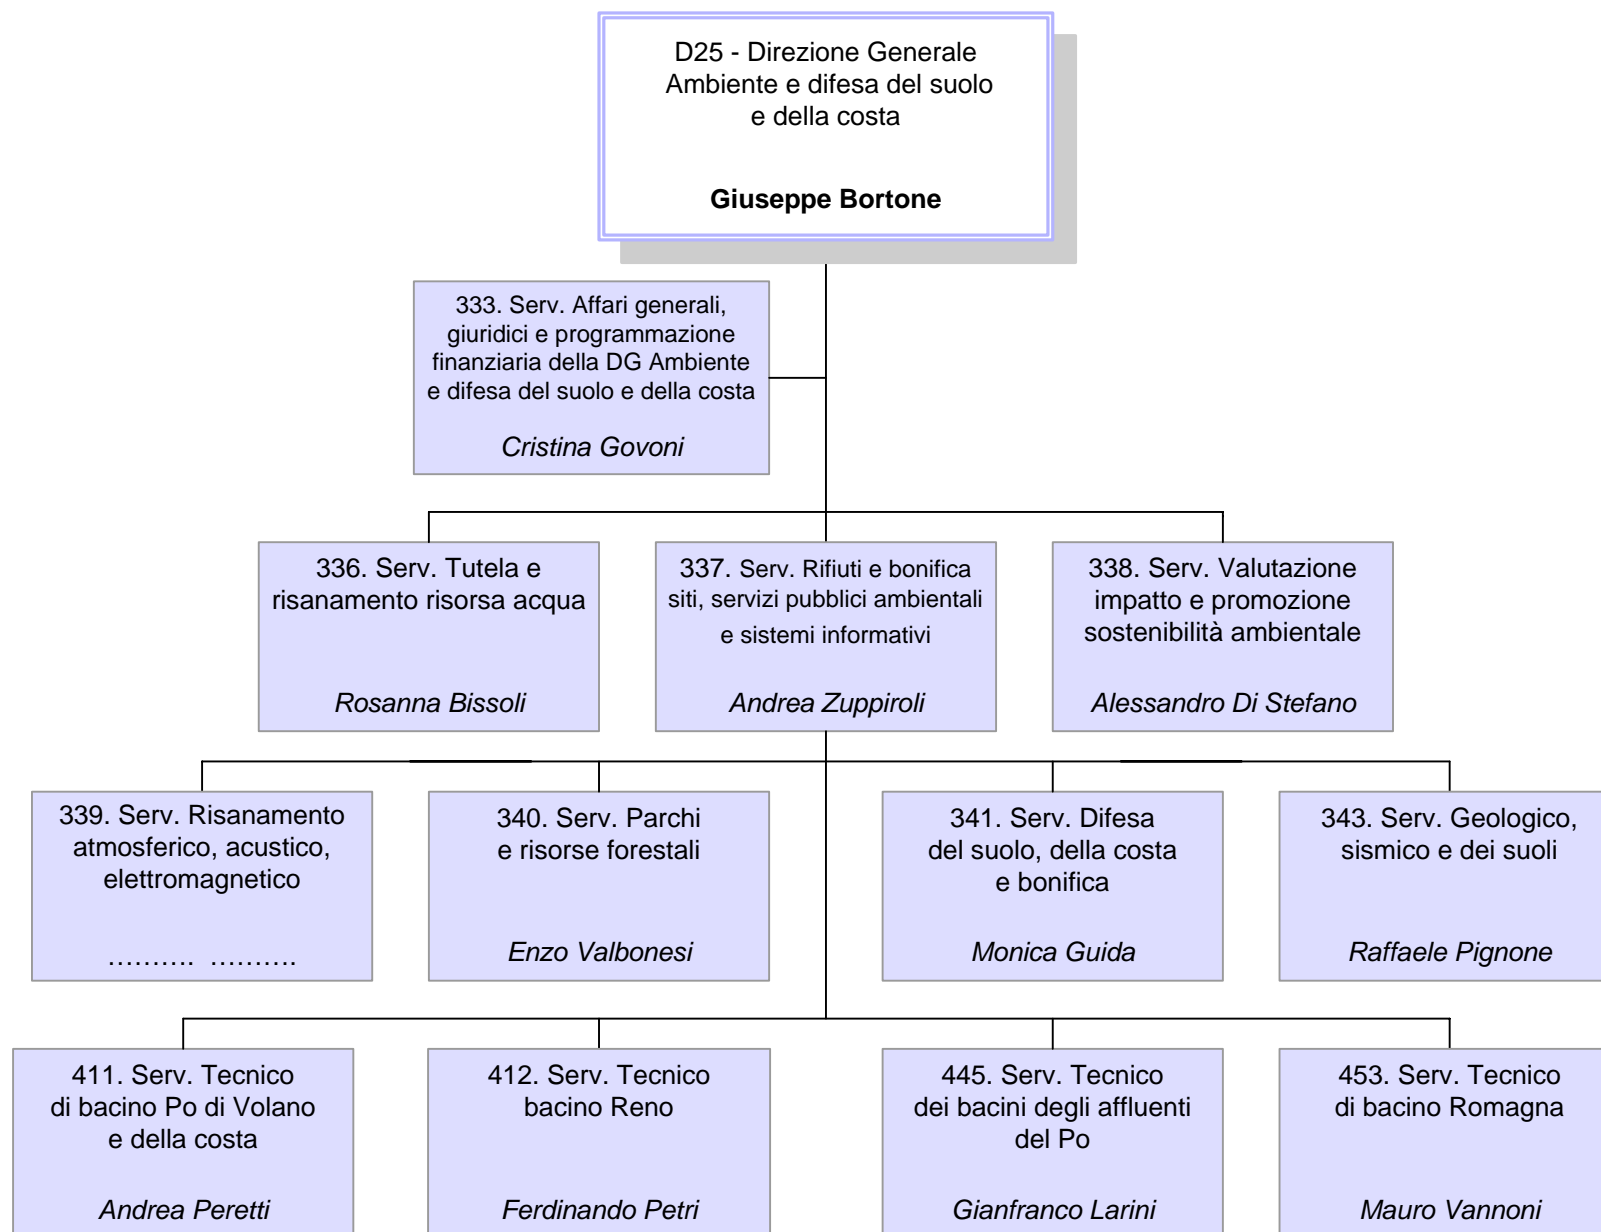 D25 - Direzione Generale
Ambiente e difesa del suolo
e della costa
Giuseppe Bortone
333. Serv. Affari generali,
giuridici e programmazione
finanziaria della DG Ambiente
e difesa del suolo e della costa
Cristina Govoni
336. Serv. Tutela e
risanamento risorsa acqua
Rosanna Bissoli
337. Serv. Rifiuti e bonifica
siti, servizi pubblici ambientali
e sistemi informativi
Andrea Zuppiroli
338. Serv. Valutazione
impatto e promozione
sostenibilità ambientale
Alessandro Di Stefano
339. Serv. Risanamento
atmosferico, acustico,
elettromagnetico
………. ……….
340. Serv. Parchi
e risorse forestali
Enzo Valbonesi
341. Serv. Difesa
del suolo, della costa
e bonifica
Monica Guida
343. Serv. Geologico,
sismico e dei suoli
Raffaele Pignone
411. Serv. Tecnico
di bacino Po di Volano
e della costa
Andrea Peretti
412. Serv. Tecnico
bacino Reno
Ferdinando Petri
445. Serv. Tecnico
dei bacini degli affluenti
del Po
Gianfranco Larini
453. Serv. Tecnico
di bacino Romagna
Mauro Vannoni